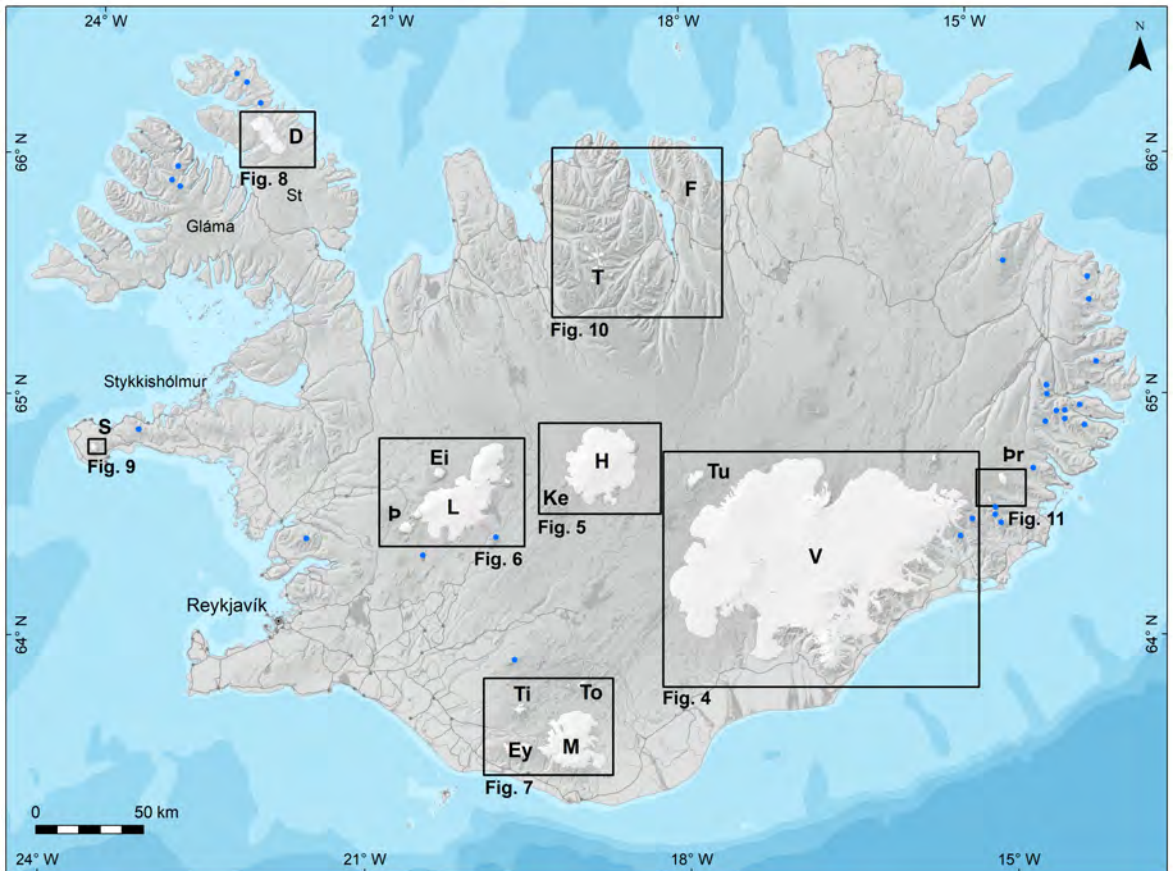 24° W
21° W
18° W
15° W
N
66° N
66° N
D
Fig. 8
St
F
Gláma
T
Fig. 10
Stykkishólmur
65° N
65° N
S
Fig. 9
Ei
H
Tu
Þr
Ke
L
Þ
Fig. 5
Fig. 11
Fig. 6
V
Reykjavík
64° N
64° N
Ti
To
Fig. 4
Ey
M
Fig. 7
0
50 km
24° W
21° W
18° W
15° W